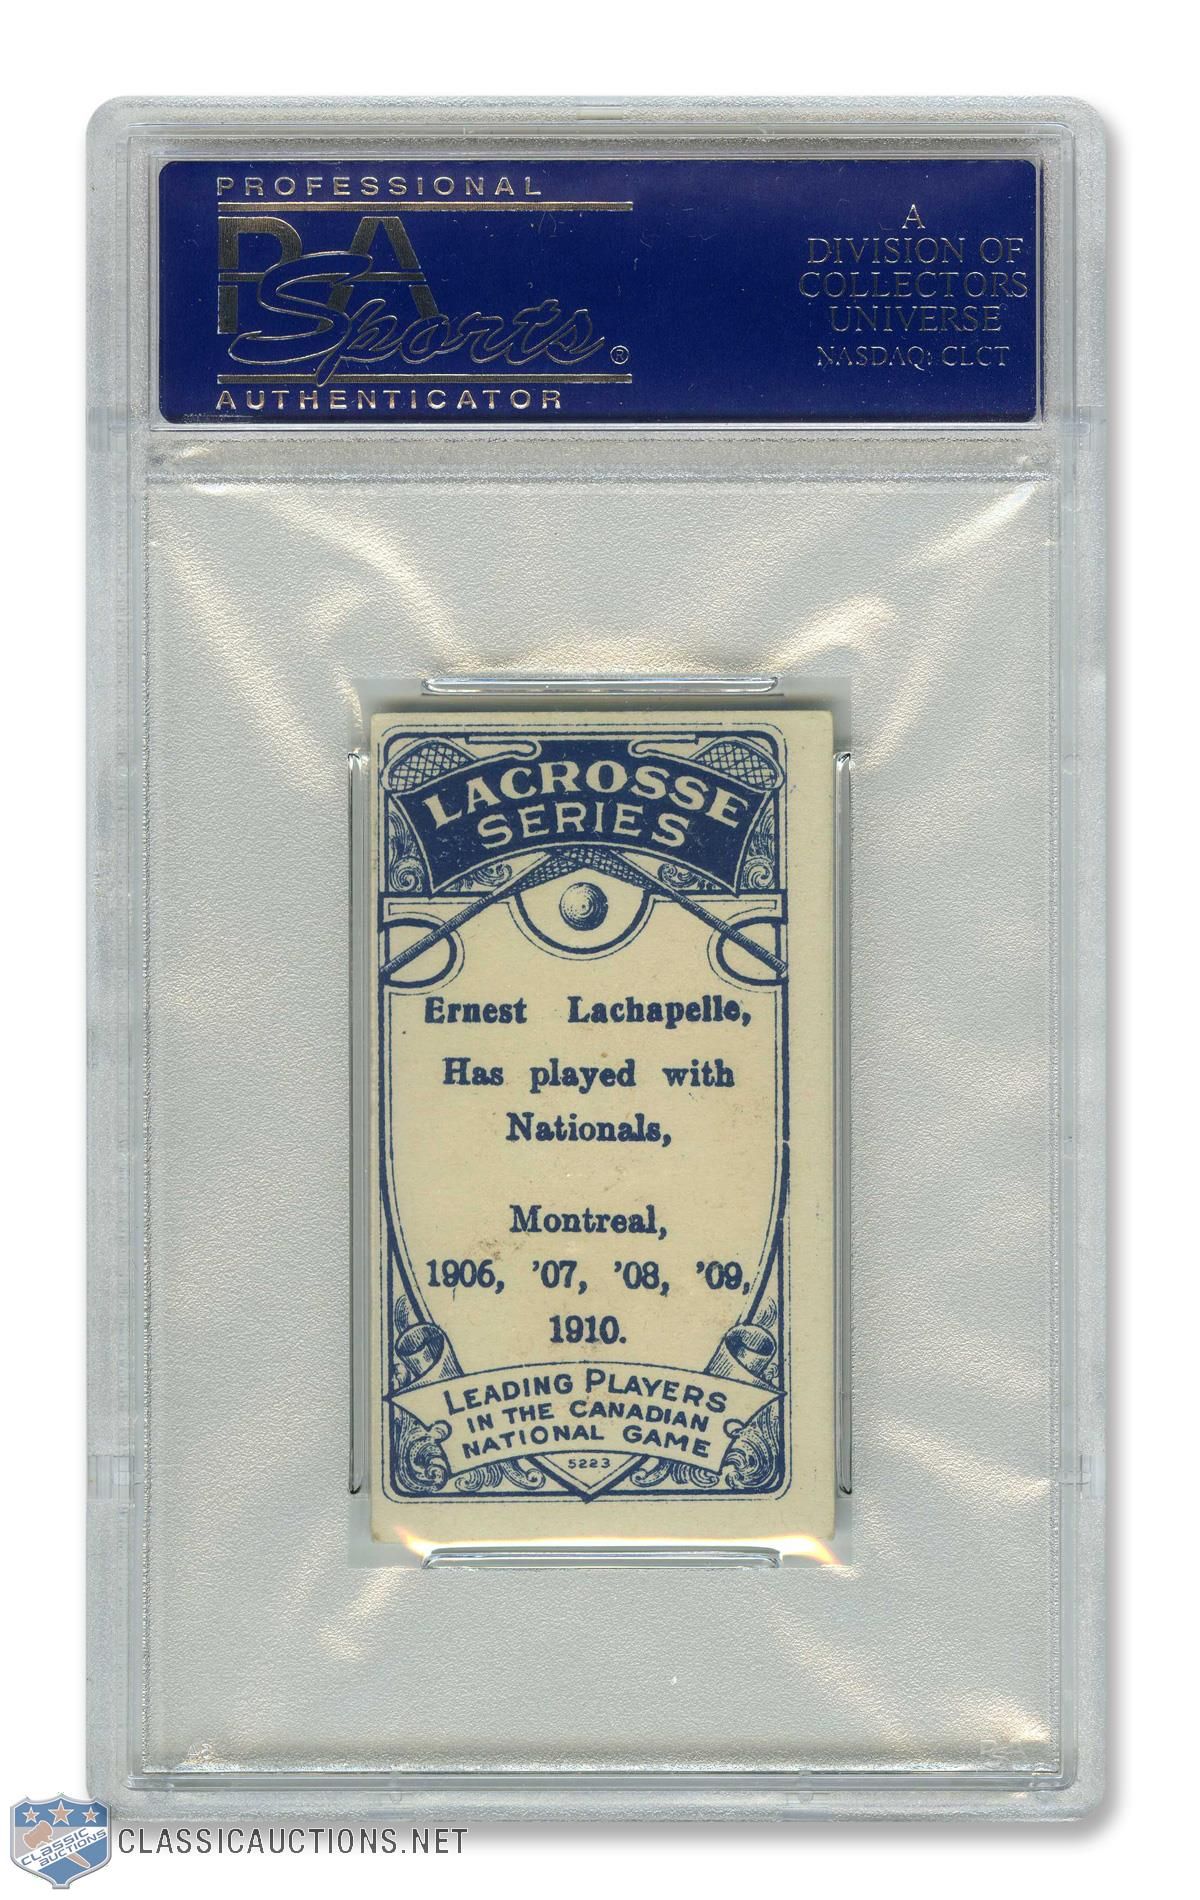 PROFESSIONAL
PSA
Sports®
AUTHENTICATOR
A
DIVISION OF
COLLECTORS
UNIVERSE
NASDAQ: CLCT
LACROSSE
SERIES
Ernest Lachapelle,
Has played with
Nationals,
Montreal,
1906, '07, '08, '09,
1910.
LEADING PLAYERS
IN THE CANADIAN
NATIONAL GAME
5223
PSA
CLASSIC
AUCTIONS
CLASSICAUCTIONS.NET